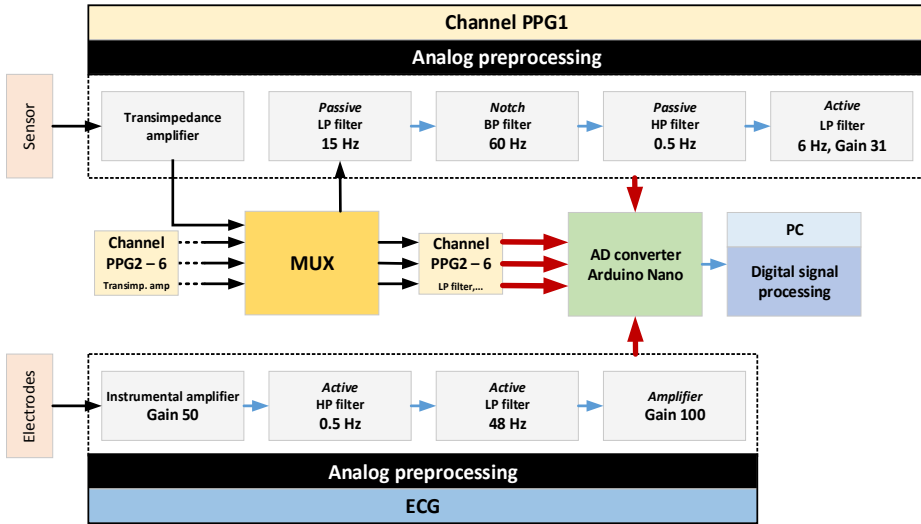 Channel PPG1
Analog preprocessing
Sensor
Transimpedance
amplifier
Passive
LP filter
15 Hz
Notch
BP filter
60 Hz
Passive
HP filter
0.5 Hz
Active
LP filter
6 Hz, Gain 31
Channel
PPG2 – 6
Transimp. amp
MUX
Channel
PPG2 – 6
LP filter,...
AD converter
Arduino Nano
PC
Digital signal
processing
Electrodes
Instrumental amplifier
Gain 50
Active
HP filter
0.5 Hz
Active
LP filter
48 Hz
Amplifier
Gain 100
Analog preprocessing
ECG